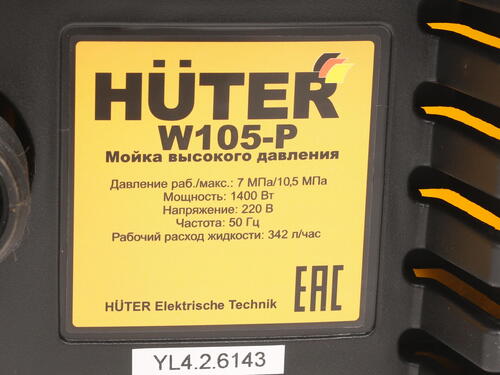 HÜTER
W105-P
Мойка высокого давления
Давление раб./макс.: 7 МПа/10,5 МПа
Мощность: 1400 Вт
Напряжение: 220 В
Частота: 50 Гц
Рабочий расход жидкости: 342 л/час
HÜTER Elektrische Technik
EAC
YL4.2.6143